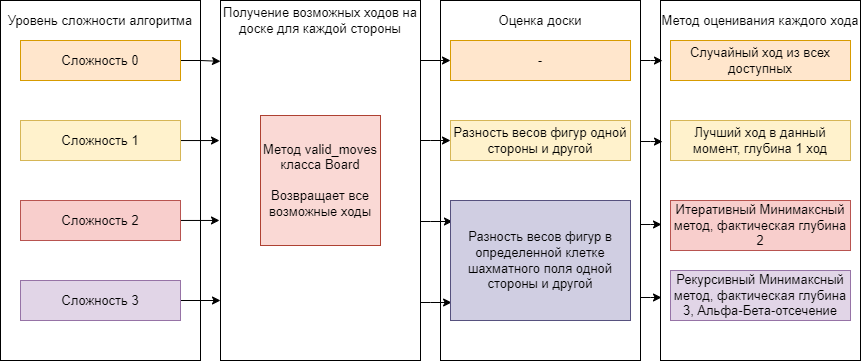 Уровень сложности алгоритма
Сложность 0
Сложность 1
Сложность 2
Сложность 3
Получение возможных ходов на
доске для каждой стороны
Метод valid_moves
класса Board
Возвращает все
возможные ходы
Оценка доски
-
Разность весов фигур одной
стороны и другой
Разность весов фигур в
определенной клетке
шахматного поля одной
стороны и другой
Метод оценивания каждого хода
Случайный ход из всех
доступных
Лучший ход в данный
момент, глубина 1 ход
Итеративный Минимаксный
метод, фактическая глубина
2
Рекурсивный Минимаксный
метод, фактическая глубина
3, Альфа-Бета-отсечение